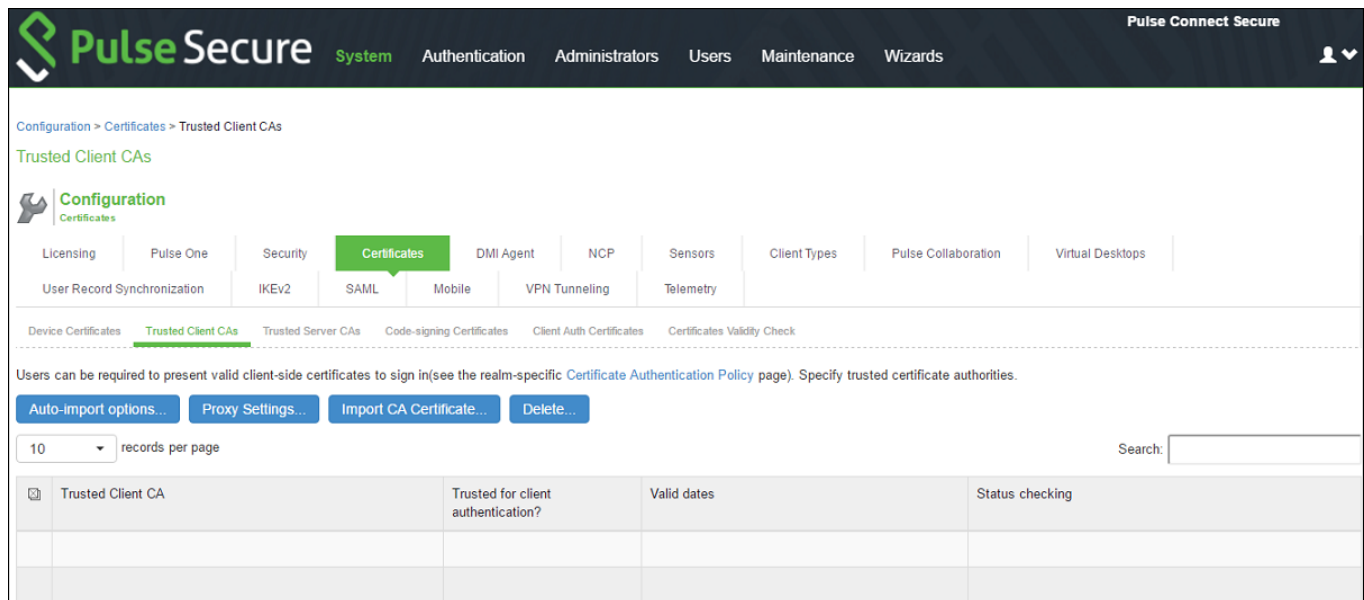 Pulse Connect Secure
Pulse Secure System Authentication Administrators Users Maintenance Wizards
Configuration > Certificates > Trusted Client CAs
Trusted Client CAs
Configuration
Certificates
Licensing Pulse One Security Certificates DMI Agent NCP Sensors Client Types Pulse Collaboration Virtual Desktops
User Record Synchronization IKEv2 SAML Mobile VPN Tunneling Telemetry
Device Certificates Trusted Client CAs Trusted Server CAs Code-signing Certificates Client Auth Certificates Certificates Validity Check
Users can be required to present valid client-side certificates to sign in(see the realm-specific Certificate Authentication Policy page). Specify trusted certificate authorities.
Auto-import options... Proxy Settings... Import CA Certificate... Delete...
10 records per page Search:
Trusted Client CA Trusted for client Valid dates Status checking
authentication?